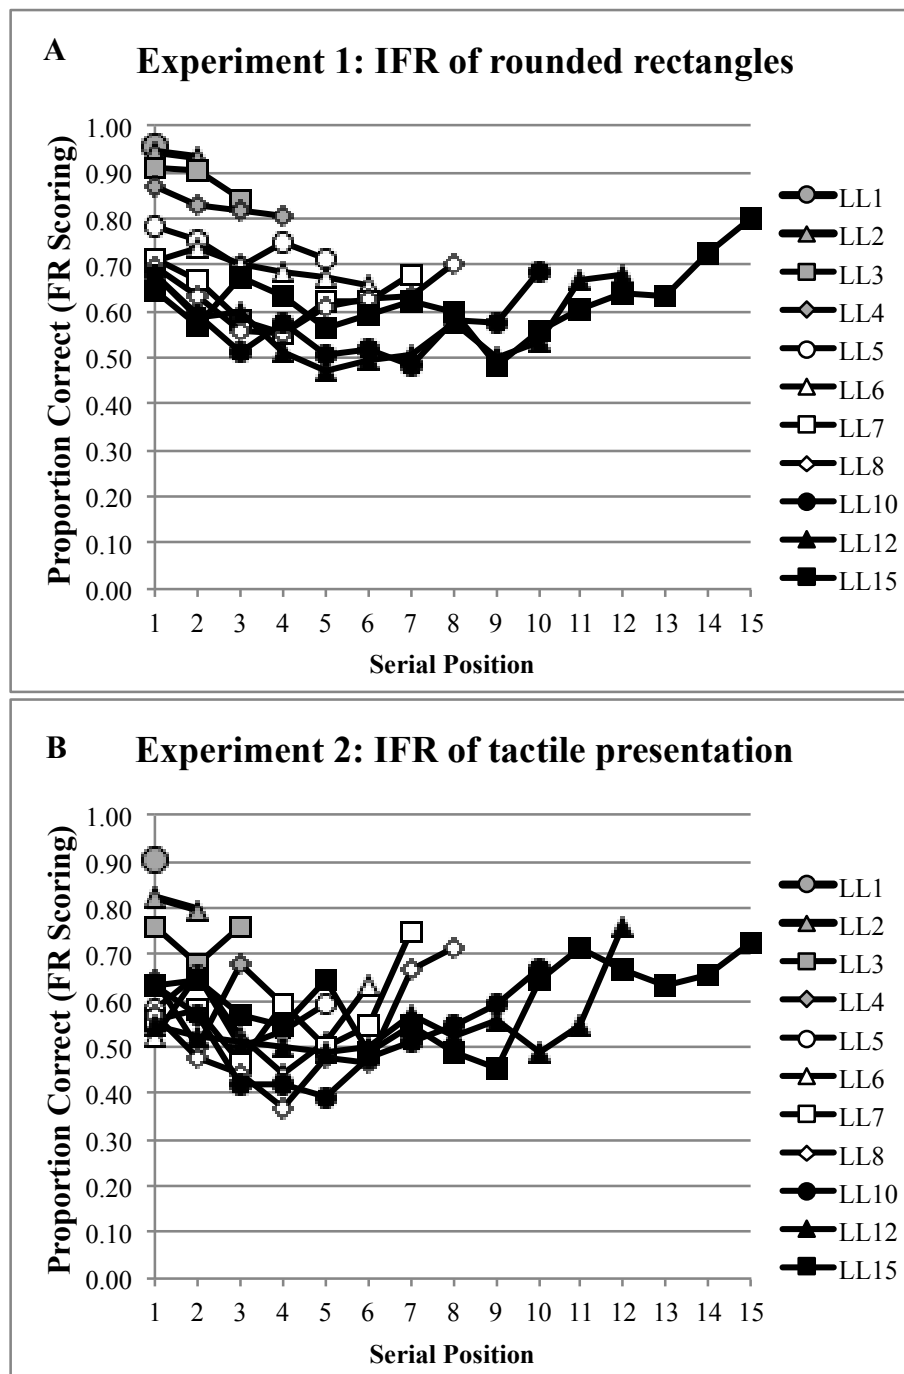 A
Experiment 1: IFR of rounded rectangles
Proportion Correct (FR Scoring)
1.00
0.90
0.80
0.70
0.60
0.50
0.40
0.30
0.20
0.10
0.00
1 2 3 4 5 6 7 8 9 10 11 12 13 14 15
Serial Position
LL1
LL2
LL3
LL4
LL5
LL6
LL7
LL8
LL10
LL12
LL15
B
Experiment 2: IFR of tactile presentation
Proportion Correct (FR Scoring)
1.00
0.90
0.80
0.70
0.60
0.50
0.40
0.30
0.20
0.10
0.00
1 2 3 4 5 6 7 8 9 10 11 12 13 14 15
Serial Position
LL1
LL2
LL3
LL4
LL5
LL6
LL7
LL8
LL10
LL12
LL15